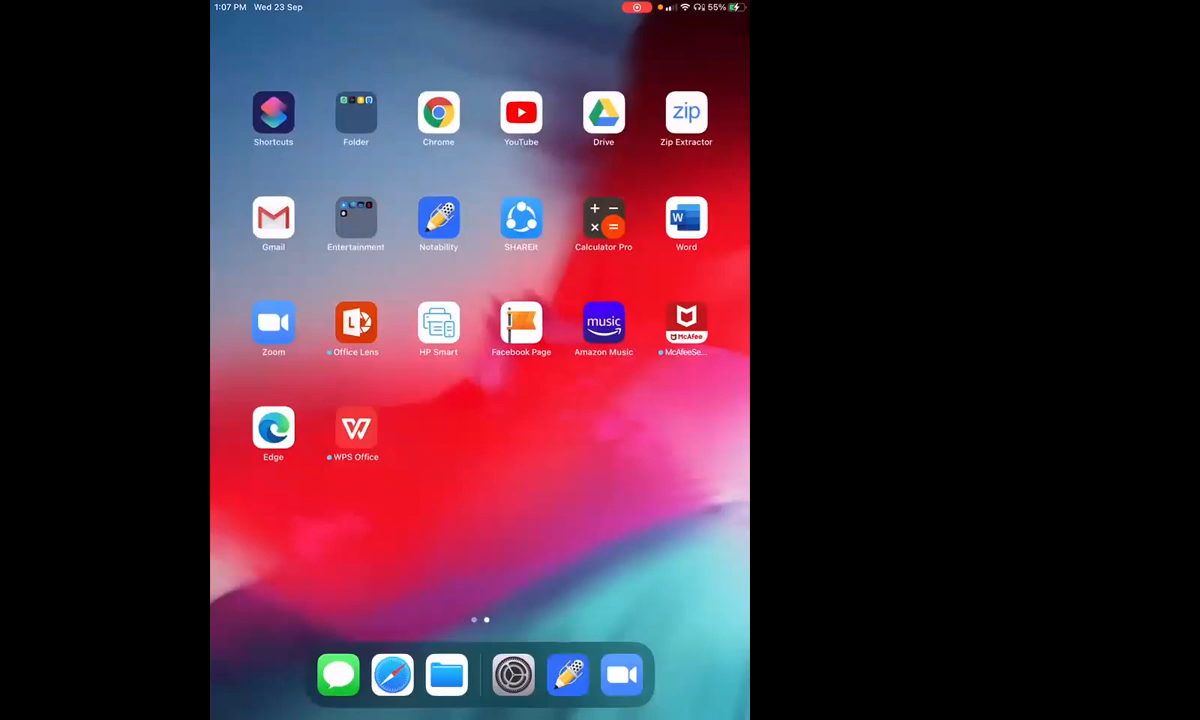 1:07 PM Wed 23 Sep 55%
zip
Shortcuts Folder Chrome YouTube Drive Zip Extractor
W
Gmail Entertainment Notability SHAREit Calculator Pro Word
L music McAfee
Zoom Office Lens HP Smart Facebook Page Amazon Music McAfeeSe...
W
Edge WPS Office